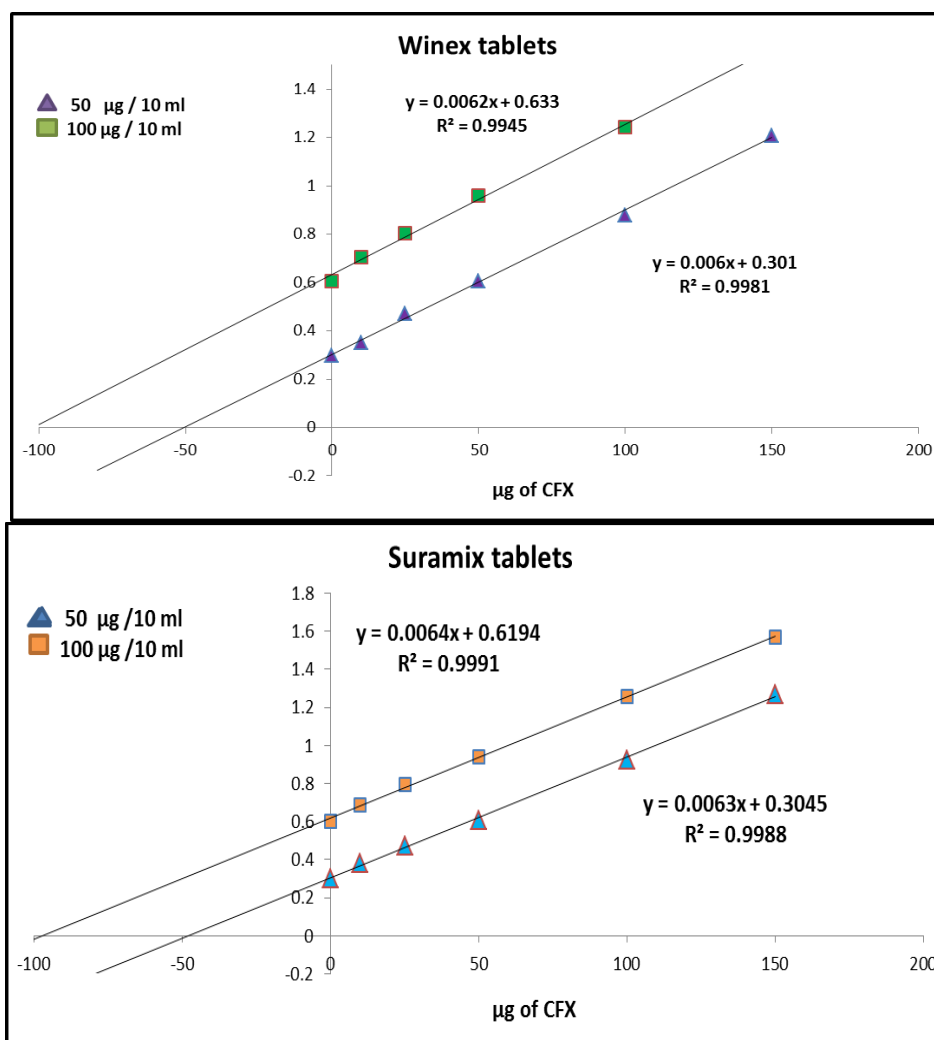 Winex tablets
50 µg / 10 ml
100 µg / 10 ml
y = 0.0062x + 0.633
R² = 0.9945
y = 0.006x + 0.301
R² = 0.9981
1.4
1.2
1
0.8
0.6
0.4
0.2
0
-0.2
-100 -50 0 50 100 150 200
µg of CFX
Suramix tablets
50 µg /10 ml
100 µg /10 ml
y = 0.0064x + 0.6194
R² = 0.9991
y = 0.0063x + 0.3045
R² = 0.9988
1.8
1.6
1.4
1.2
1
0.8
0.6
0.4
0.2
0
-0.2
-100 -50 0 50 100 150 200
µg of CFX